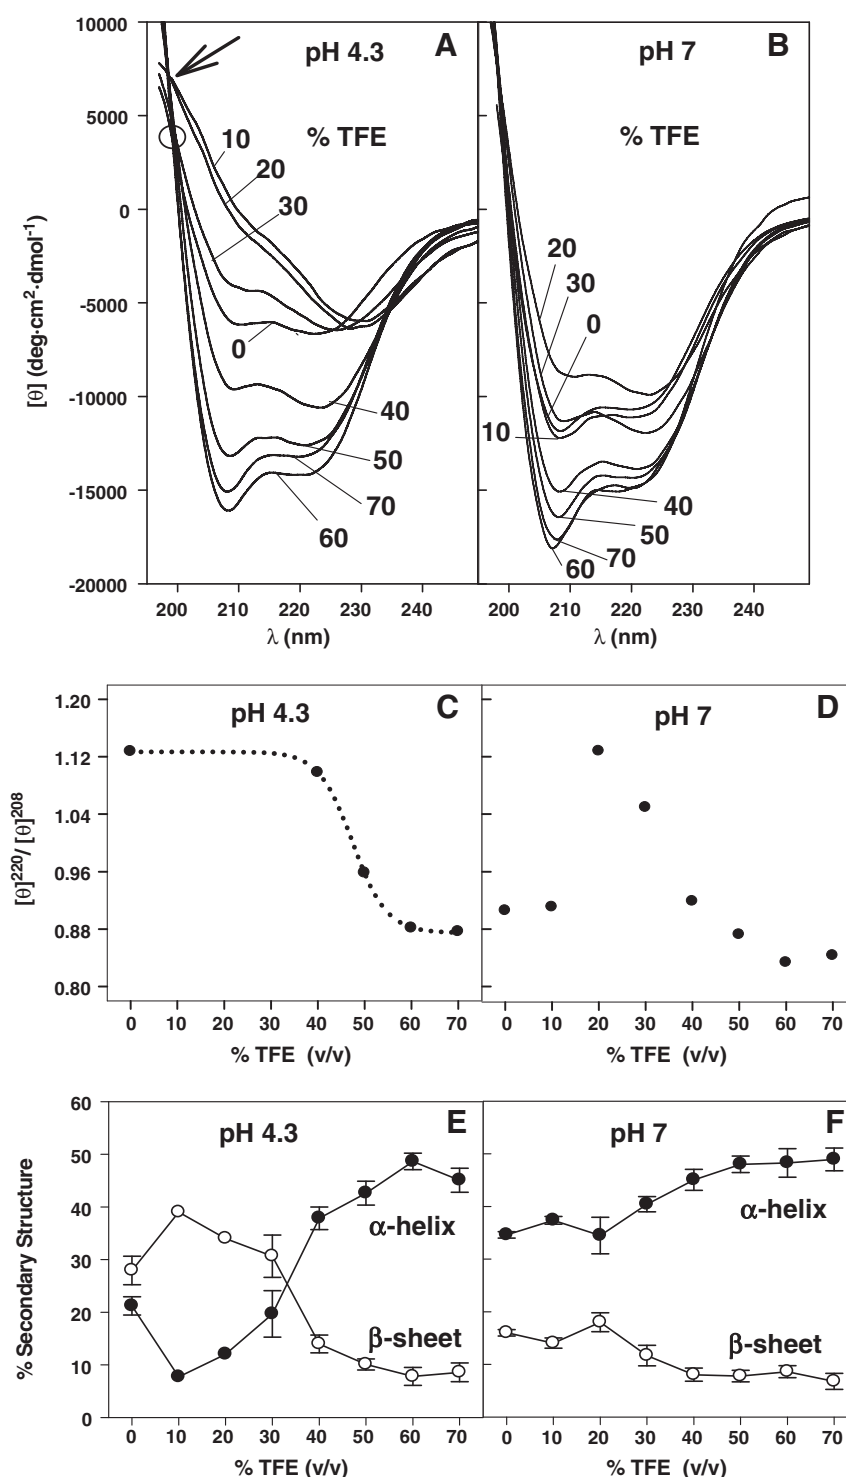 10000
5000
0
-5000
-10000
-15000
-20000
[θ] (deg·cm²·dmol⁻¹)
pH 4.3
A
% TFE
10
20
30
0
40
50
70
60
200 210 220 230 240
λ (nm)
pH 7
B
% TFE
20
30
0
10
40
50
70
60
200 210 220 230 240
λ (nm)
1.20
1.12
1.04
0.96
0.88
0.80
[θ]²²⁰/ [θ]²⁰⁸
pH 4.3
C
0 10 20 30 40 50 60 70
% TFE (v/v)
pH 7
D
0 10 20 30 40 50 60 70
% TFE (v/v)
60
50
40
30
20
10
0
% Secondary Structure
pH 4.3
E
α-helix
β-sheet
0 10 20 30 40 50 60 70
% TFE (v/v)
pH 7
F
α-helix
β-sheet
0 10 20 30 40 50 60 70
% TFE (v/v)